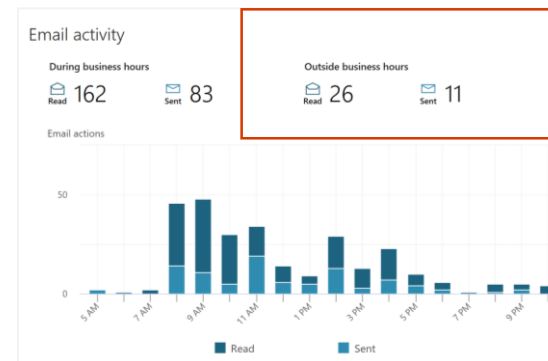 Email activity
During business hours
Outside business hours
Read 162
Sent 83
Read 26
Sent 11
Email actions
50
0
5 AM
7 AM
9 AM
11 AM
1 PM
3 PM
5 PM
7 PM
9 PM
Read
Sent